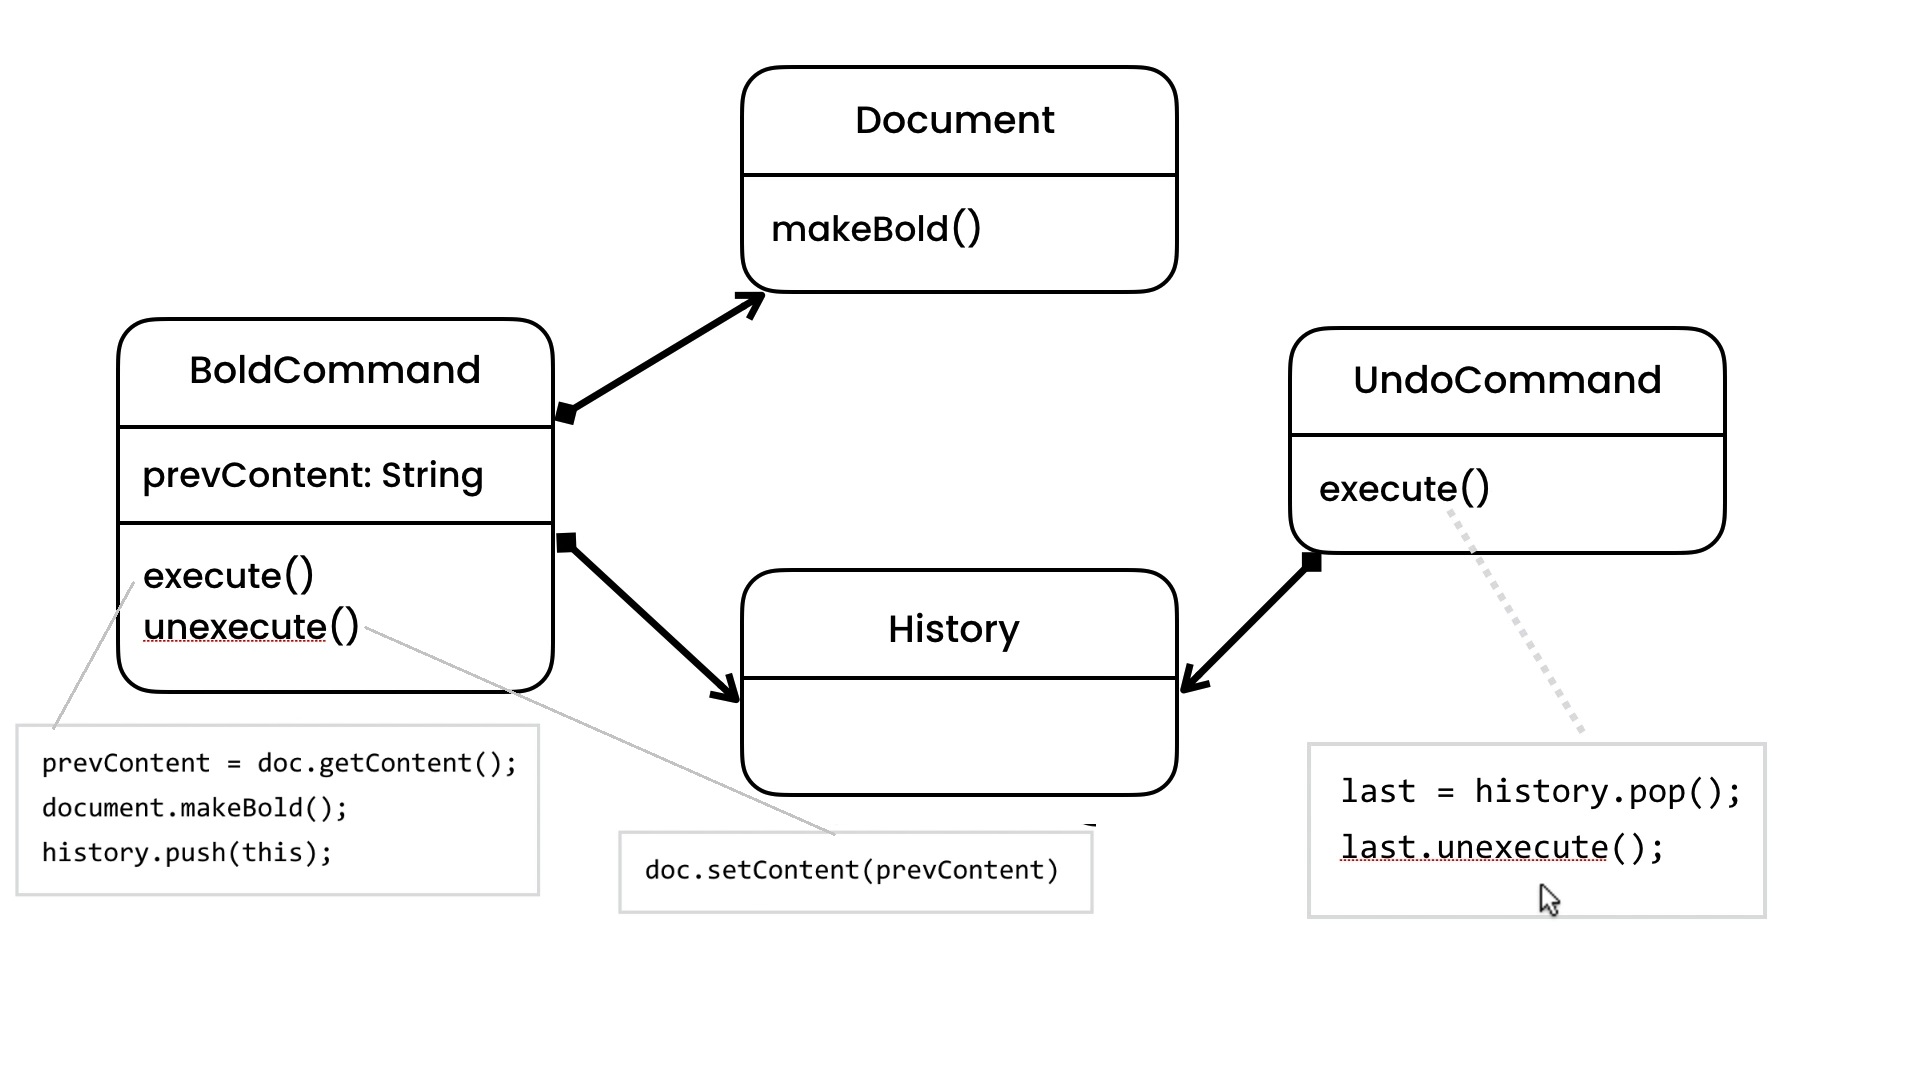 Document
makeBold()
BoldCommand
prevContent: String
execute()
unexecute()
UndoCommand
execute()
History
prevContent = doc.getContent();
document.makeBold();
history.push(this);
doc.setContent(prevContent)
last = history.pop();
last.unexecute();